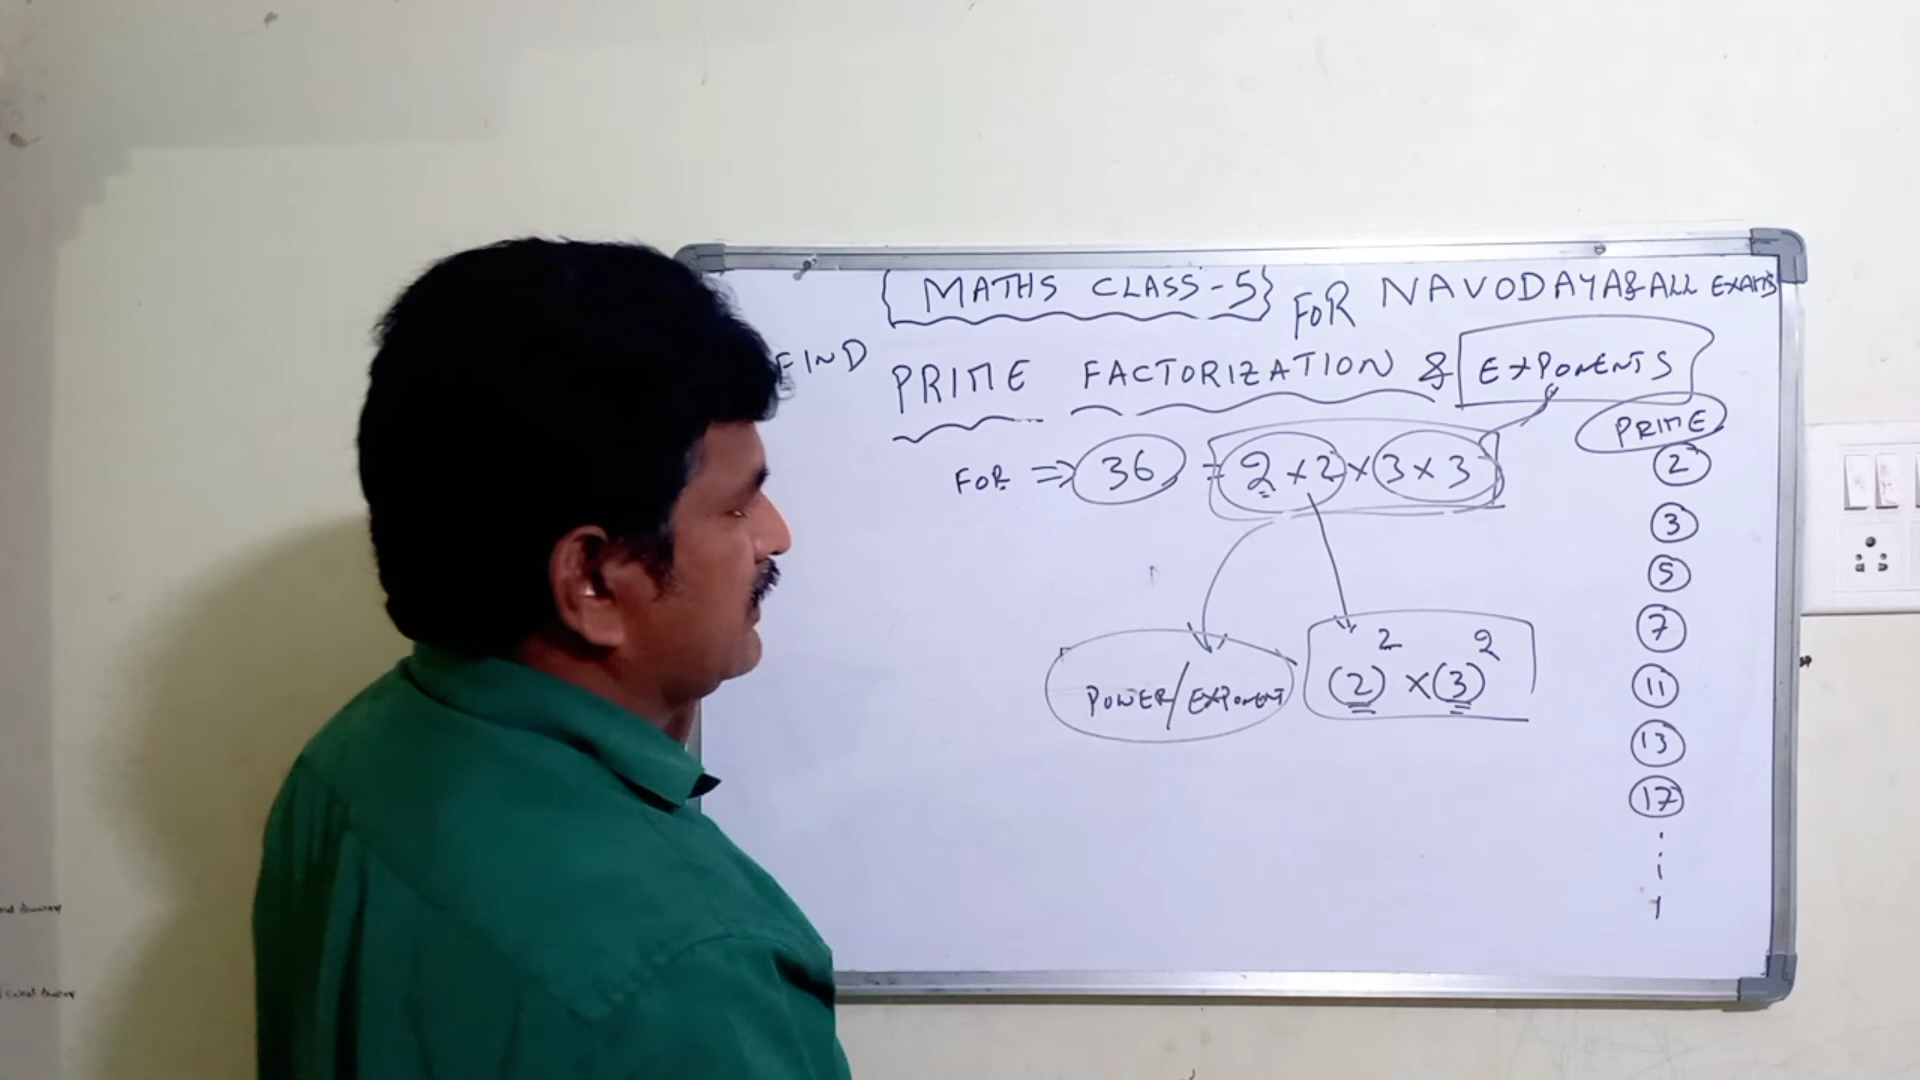 { MATHS CLASS-5} FOR NAVODAYA & ALL EXAMS
FIND PRIME FACTORIZATION & EXPONENTS
FOR ⇒ 36 = 2 × 2 × 3 × 3
POWER/EXPONENT
(2)² × (3)²
PRIME
2
3
5
7
11
13
17